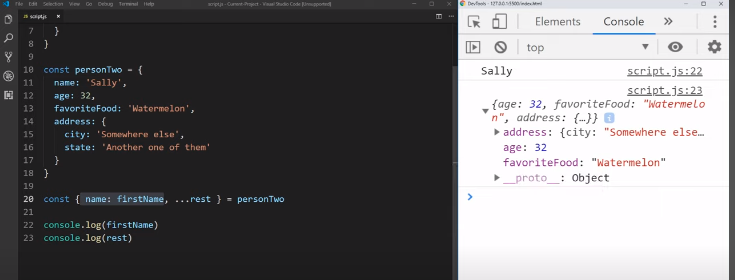 File Edit Selection View Go Debug Terminal Help
script.js - Current Project - Visual Studio Code [Unsupported]
script.js ×
7 }
8 }
9
10 const personTwo = {
11 name: 'Sally',
12 age: 32,
13 favoriteFood: 'Watermelon',
14 address: {
15 city: 'Somewhere else',
16 state: 'Another one of them'
17 }
18 }
19
20 const { name: firstName, ...rest } = personTwo
21
22 console.log(firstName)
23 console.log(rest)
DevTools - 127.0.0.1:5500/index.html
Elements Console »
top
Sally script.js:22
script.js:23
{age: 32, favoriteFood: "Watermelo
n", address: {…}}
address: {city: "Somewhere else…
age: 32
favoriteFood: "Watermelon"
__proto__: Object